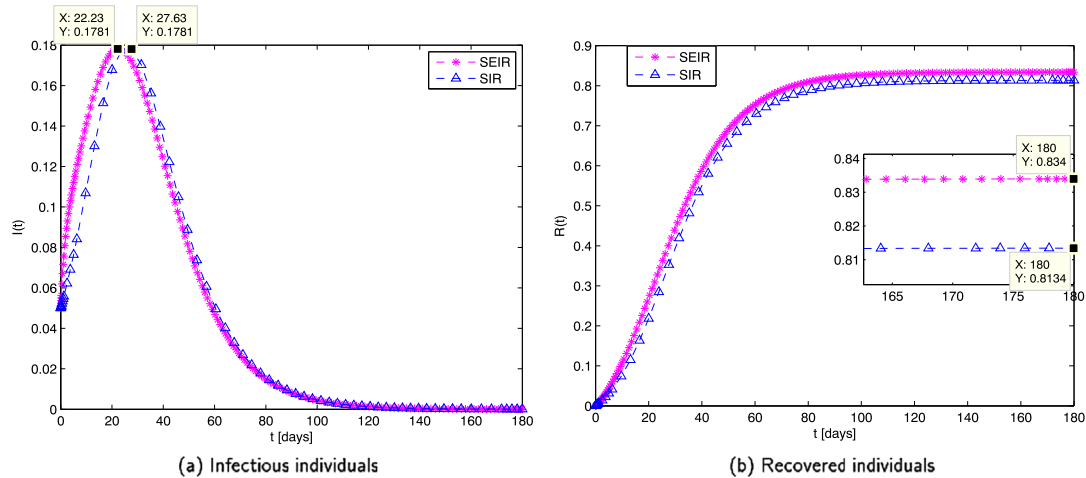 X: 22.23
Y: 0.1781
X: 27.63
Y: 0.1781
0.18
0.16
0.14
0.12
0.1
0.08
0.06
0.04
0.02
0
I(t)
SEIR
SIR
0 20 40 60 80 100 120 140 160 180
t [days]
(a) Infectious individuals
0.9
0.8
0.7
0.6
0.5
0.4
0.3
0.2
0.1
0
R(t)
SEIR
SIR
X: 180
Y: 0.834
0.84
0.83
0.82
0.81
X: 180
Y: 0.8134
165 170 175 180
0 20 40 60 80 100 120 140 160 180
t [days]
(b) Recovered individuals